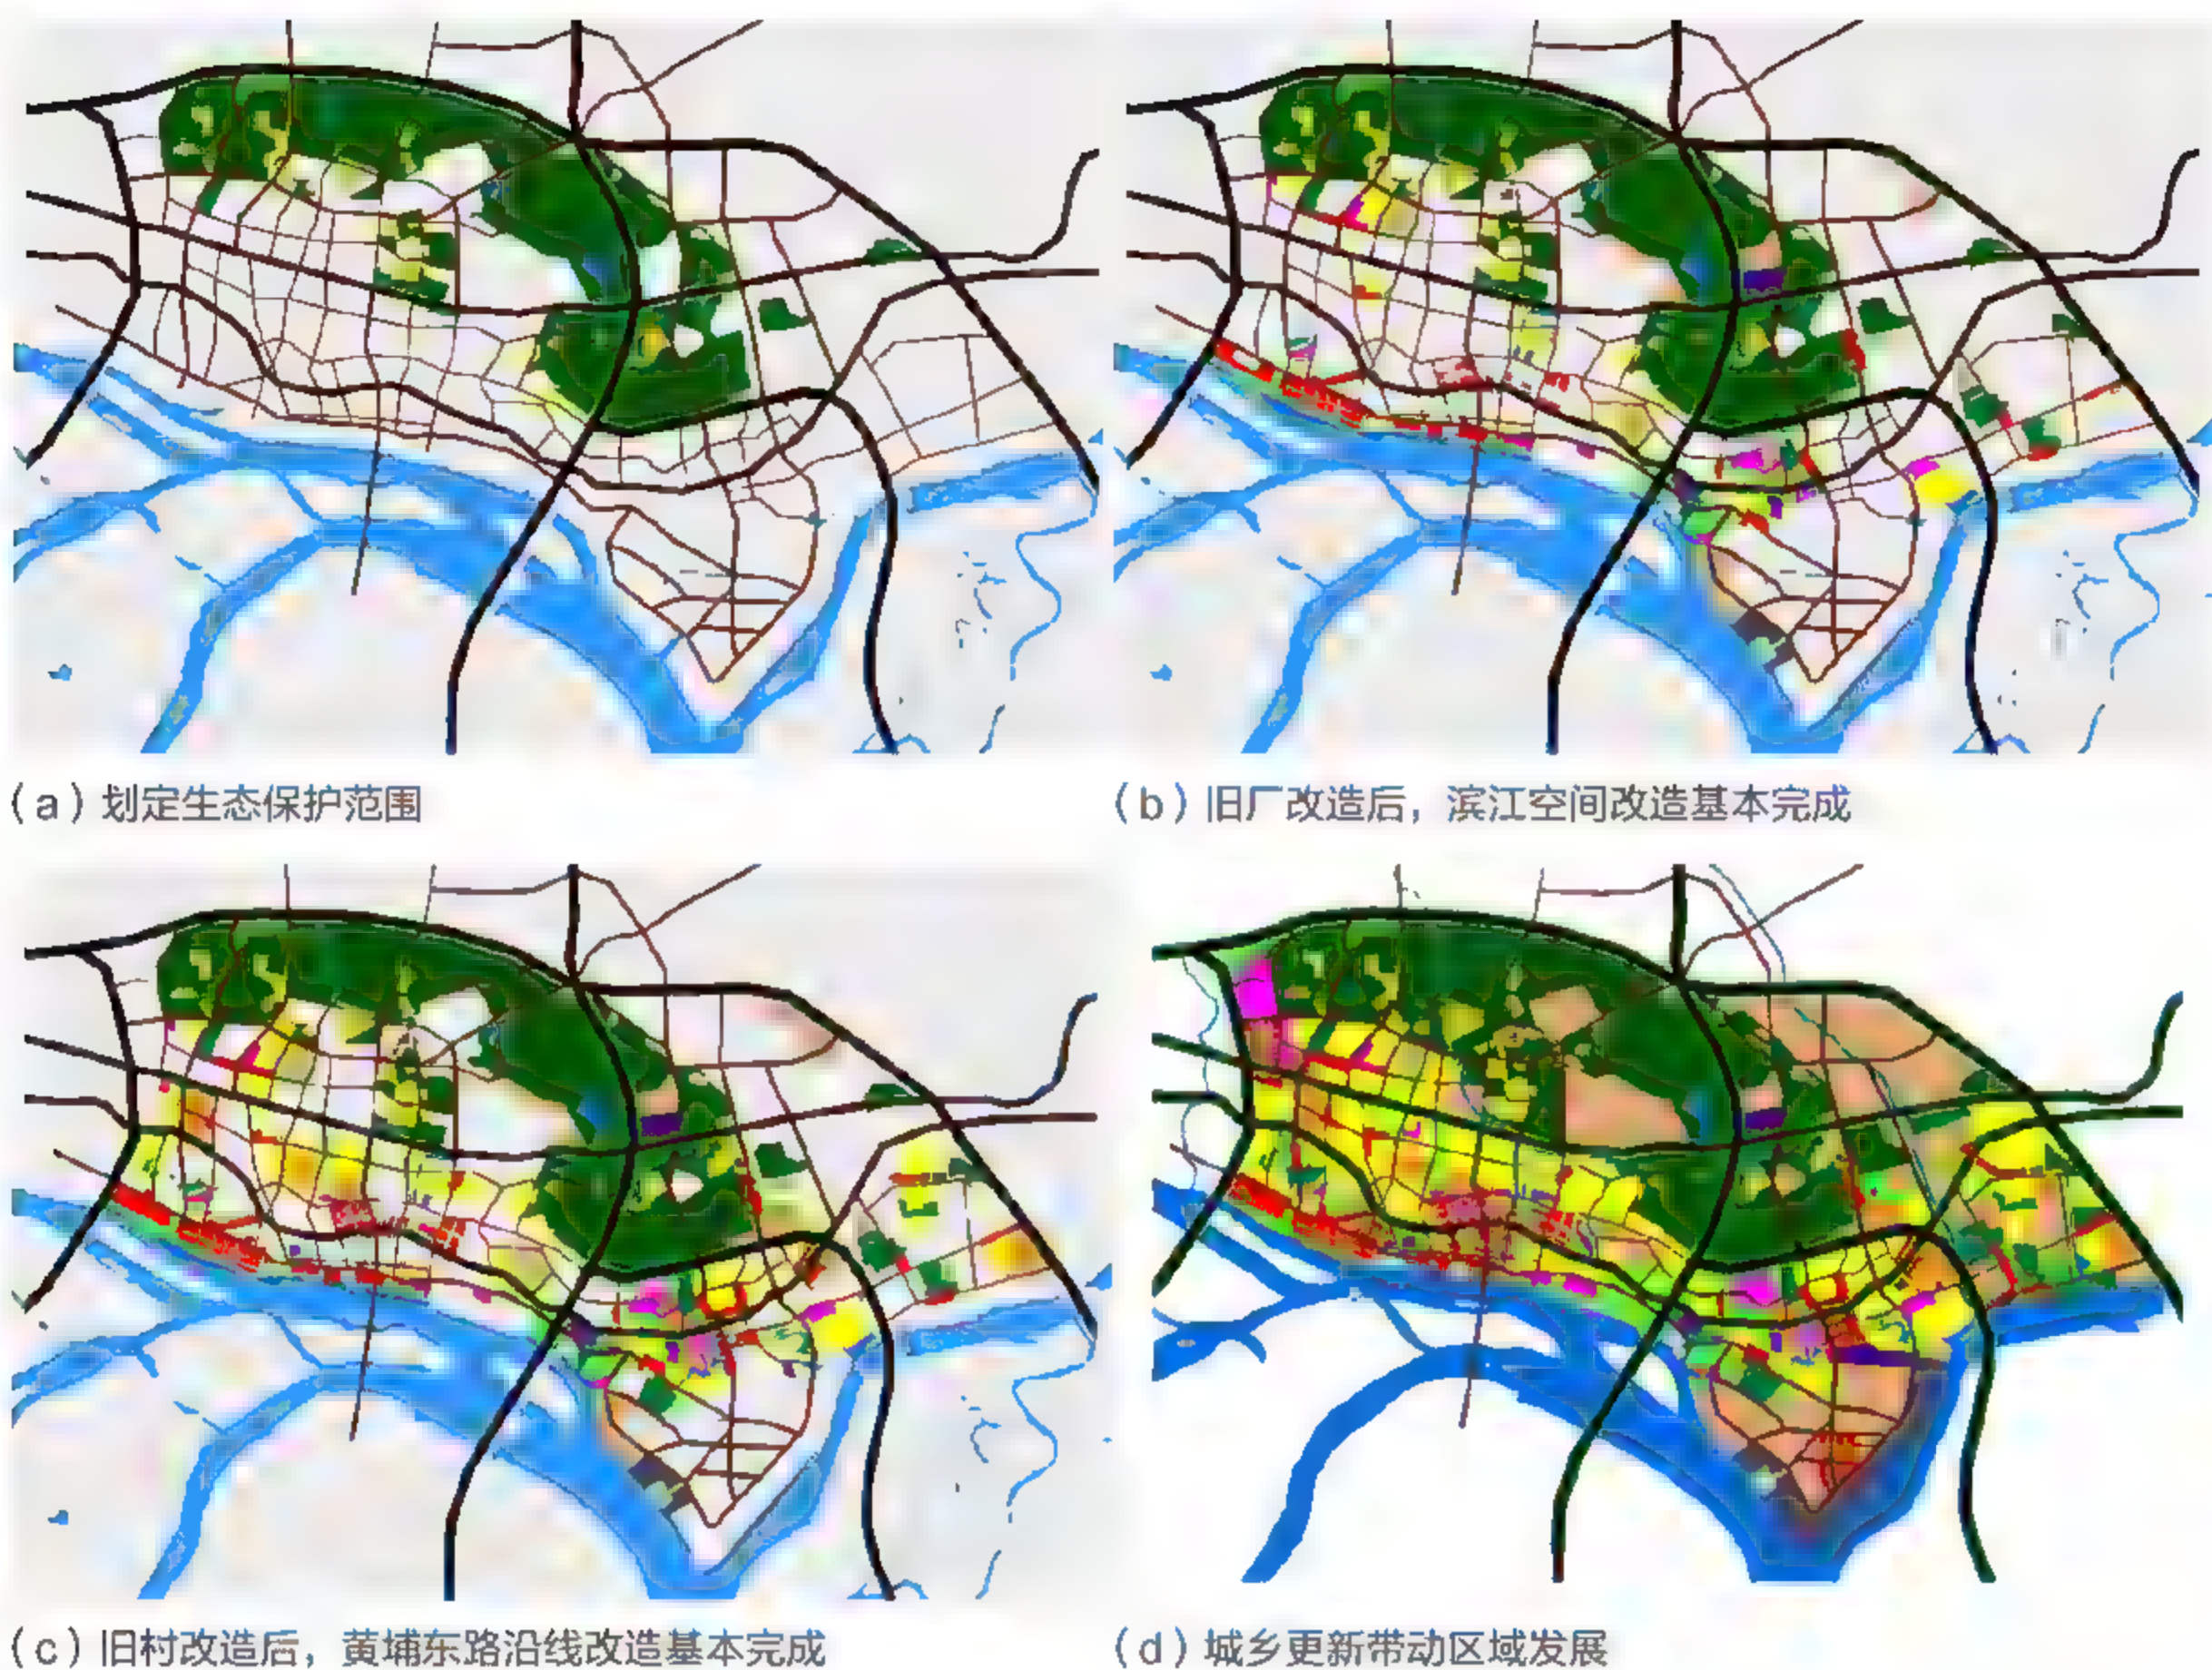 (a)划定生态保护范围
(b)旧厂改造后，滨江空间改造基本完成
(c)旧村改造后，黄埔东路沿线改造基本完成
(d)城乡更新带动区域发展